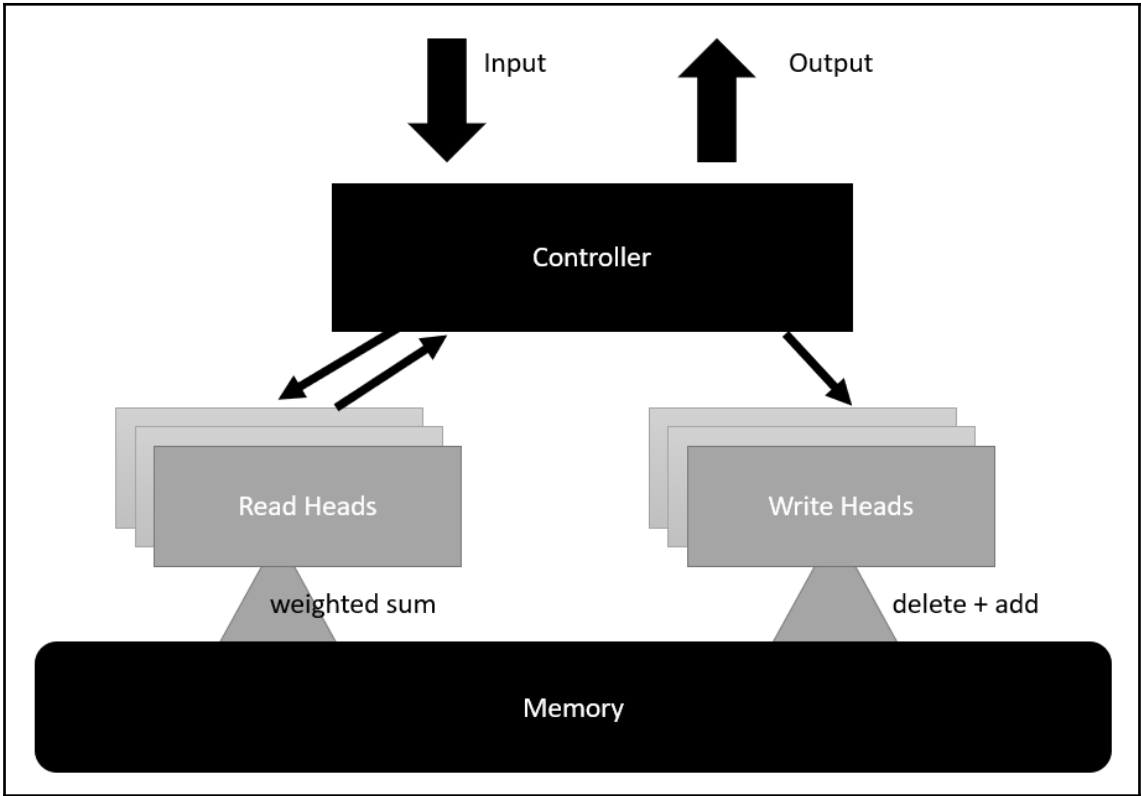 Input
Output
Controller
Read Heads
Write Heads
weighted sum
delete + add
Memory